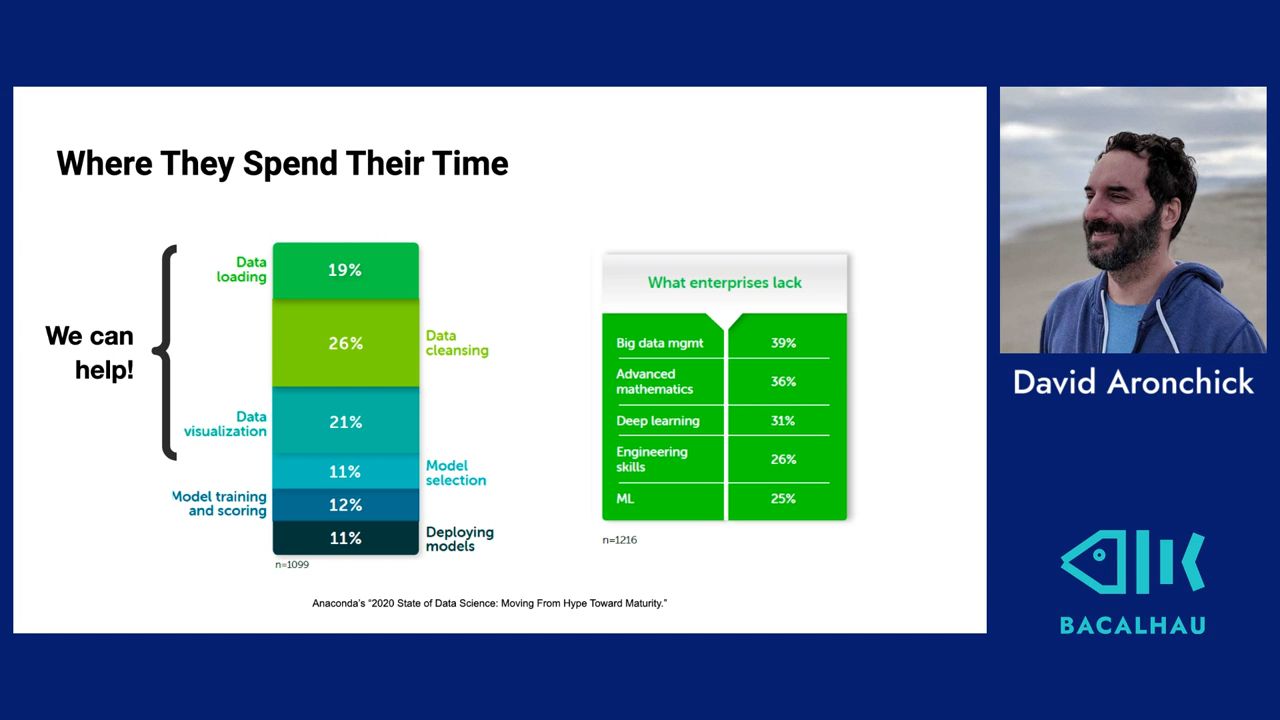 Where They Spend Their Time
We can
help!
Data
loading
19%
26%
Data
cleansing
Data
visualization
21%
11%
Model
selection
Model training
and scoring
12%
11%
Deploying
models
n=1099
What enterprises lack
Big data mgmt 39%
Advanced
mathematics 36%
Deep learning 31%
Engineering
skills 26%
ML 25%
n=1216
Anaconda's "2020 State of Data Science: Moving From Hype Toward Maturity."
David Aronchick
BACALHAU